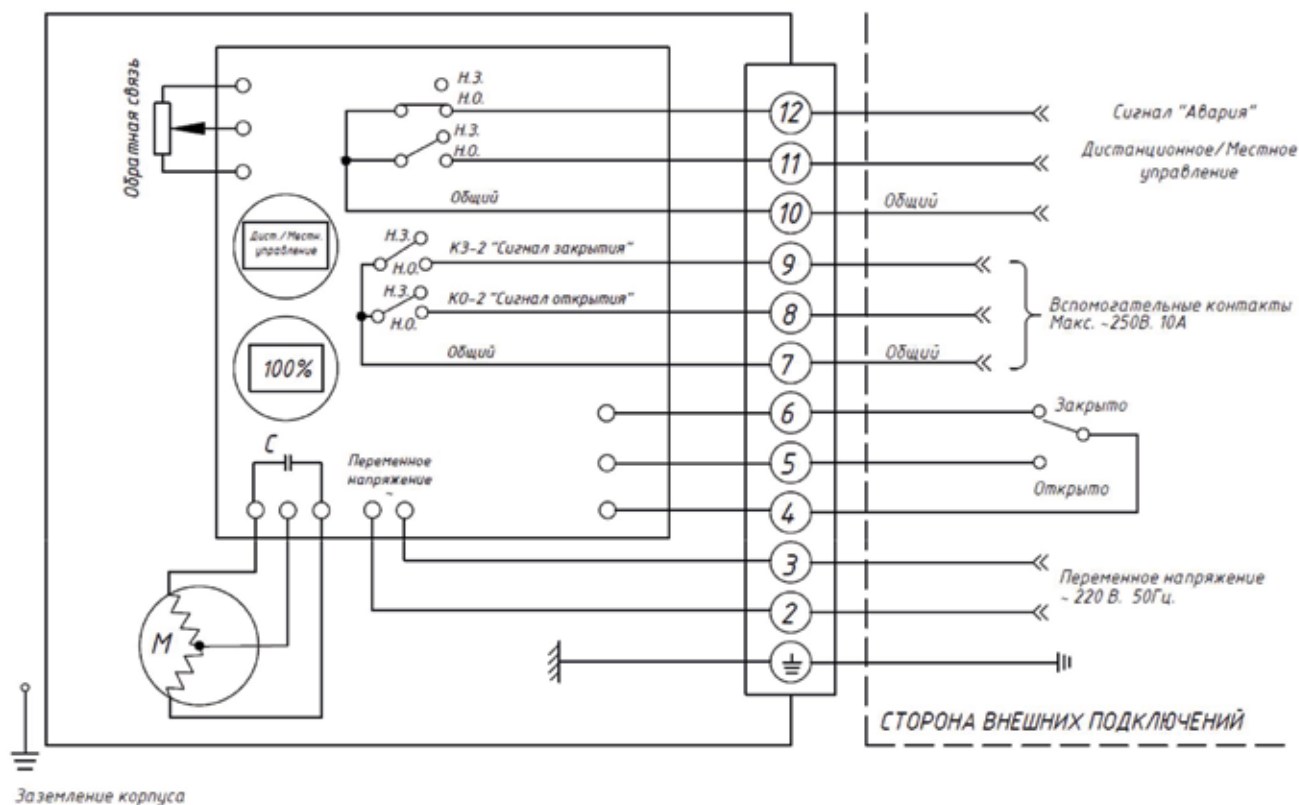 Обратная связь
Н.З.
Н.О.
12
Сигнал "Авария"
Н.З.
Н.О.
11
Дистанционное/Местное
управление
Общий
10
Общий
Дист./Местн.
управление
Н.З.
Н.О.
КЗ-2 "Сигнал закрытия"
9
Н.З.
Н.О.
КО-2 "Сигнал открытия"
8
Вспомогательные контакты
Макс. ~250В. 10А
Общий
7
Общий
100%
6
Закрыто
С
Переменное
напряжение
~
5
Открыто
4
3
Переменное напряжение
~ 220 В. 50Гц.
2
М
СТОРОНА ВНЕШНИХ ПОДКЛЮЧЕНИЙ
Заземление корпуса